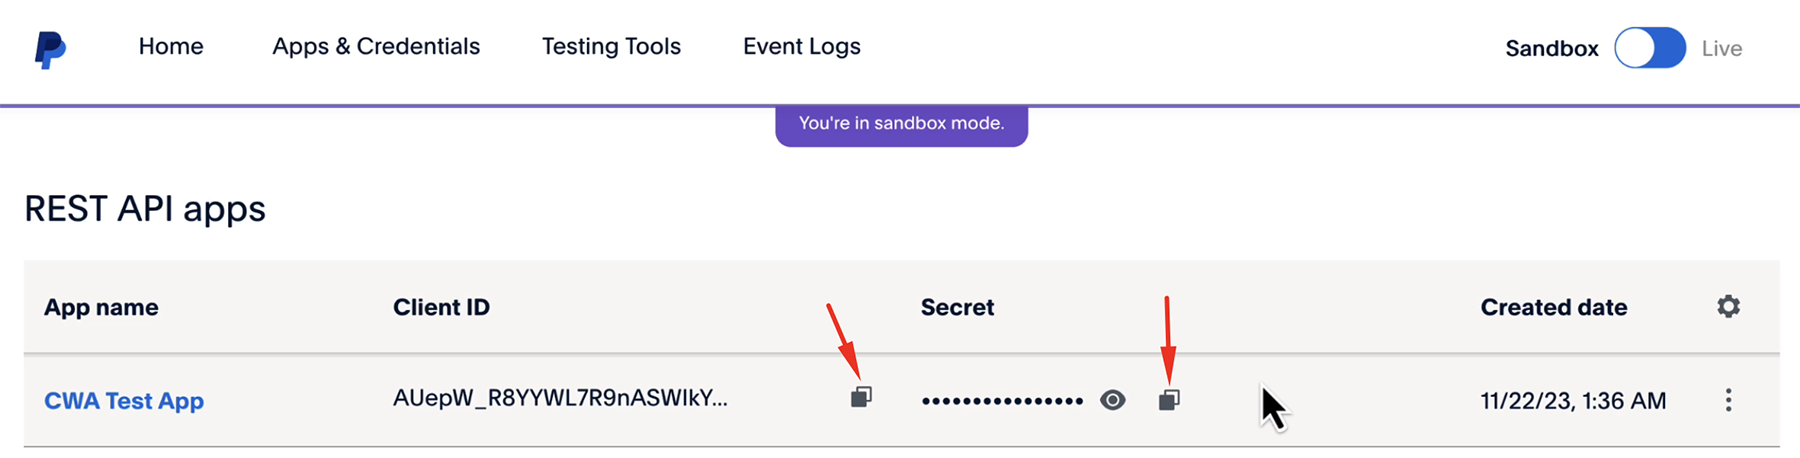 Home Apps & Credentials Testing Tools Event Logs Sandbox Live
You're in sandbox mode.
REST API apps
App name Client ID Secret Created date
CWA Test App AUepW_R8YYWL7R9nASWIkY... •••••••••••••••• 11/22/23, 1:36 AM